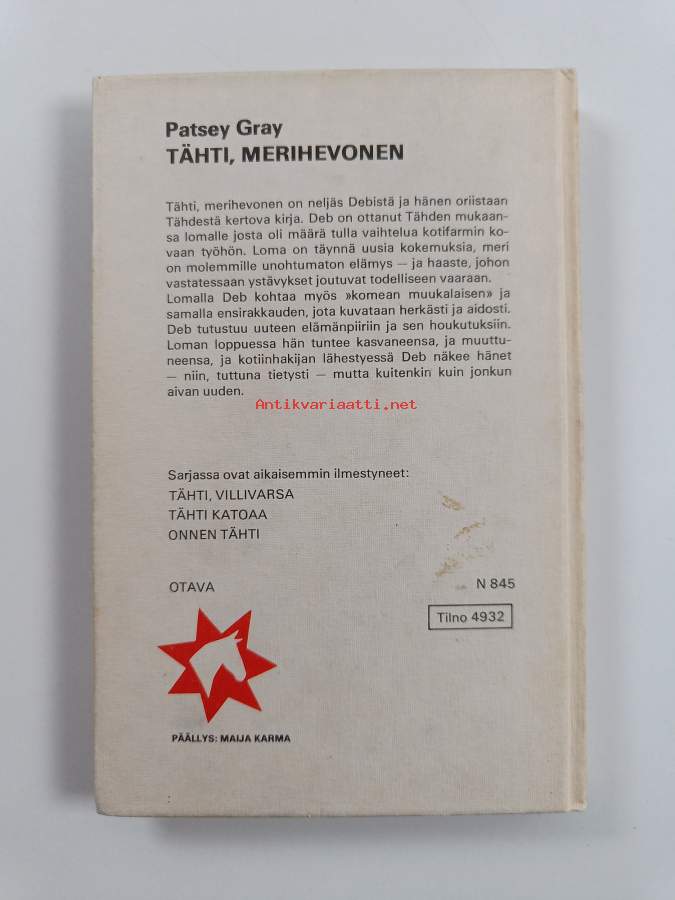 Patsey Gray
TÄHTI, MERIHEVONEN
Tähti, merihevonen on neljäs Debistä ja hänen oriistaan
Tähdestä kertova kirja. Deb on ottanut Tähden mukaan-
sa lomalle josta oli määrä tulla vaihtelua kotifarmin ko-
vaan työhön. Loma on täynnä uusia kokemuksia, meri
on molemmille unohtumaton elämys — ja haaste, johon
vastatessaan ystävykset joutuvat todelliseen vaaraan.
Lomalla Deb kohtaa myös »komean muukalaisen» ja
samalla ensirakkauden, jota kuvataan herkästi ja aidosti.
Deb tutustuu uuteen elämänpiiriin ja sen houkutuksiin.
Loman loppuessa hän tuntee kasvaneensa, ja muuttu-
neensa, ja kotiinhakijan lähestyessä Deb näkee hänet
— niin, tuttuna tietysti — mutta kuitenkin kuin jonkun
aivan uuden.
Antikvariaatti.net
Sarjassa ovat aikaisemmin ilmestyneet:
TÄHTI, VILLIVARSA
TÄHTI KATOAA
ONNEN TÄHTI
OTAVA
N 845
Tilno 4932
PÄÄLLYS: MAIJA KARMA